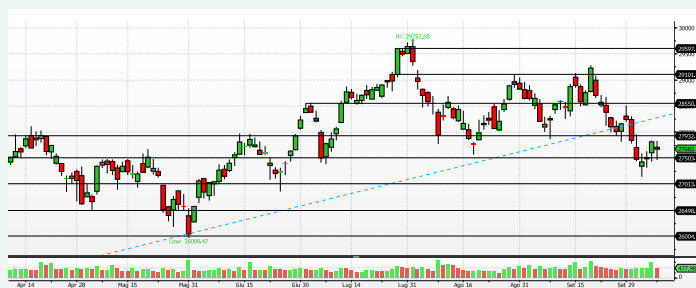 Hi: 29757,68
30000
29597,
29101,
28550,
27932,
27503,
27013,
26498,
26004,
Low: 26000,47
0
Apr 14
Apr 28
Mag 15
Mag 31
Giu 15
Giu 30
Lug 14
Lug 31
Ago 16
Ago 31
Set 15
Set 29